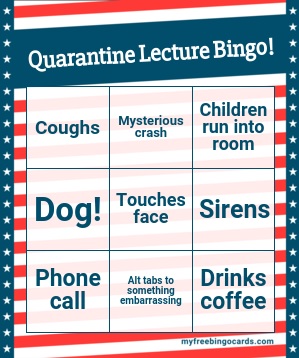 Quarantine Lecture Bingo!
Coughs
Mysterious
crash
Children
run into
room
Dog!
Touches
face
Sirens
Phone
call
Alt tabs to
something
embarrassing
Drinks
coffee
myfreebingocards.com